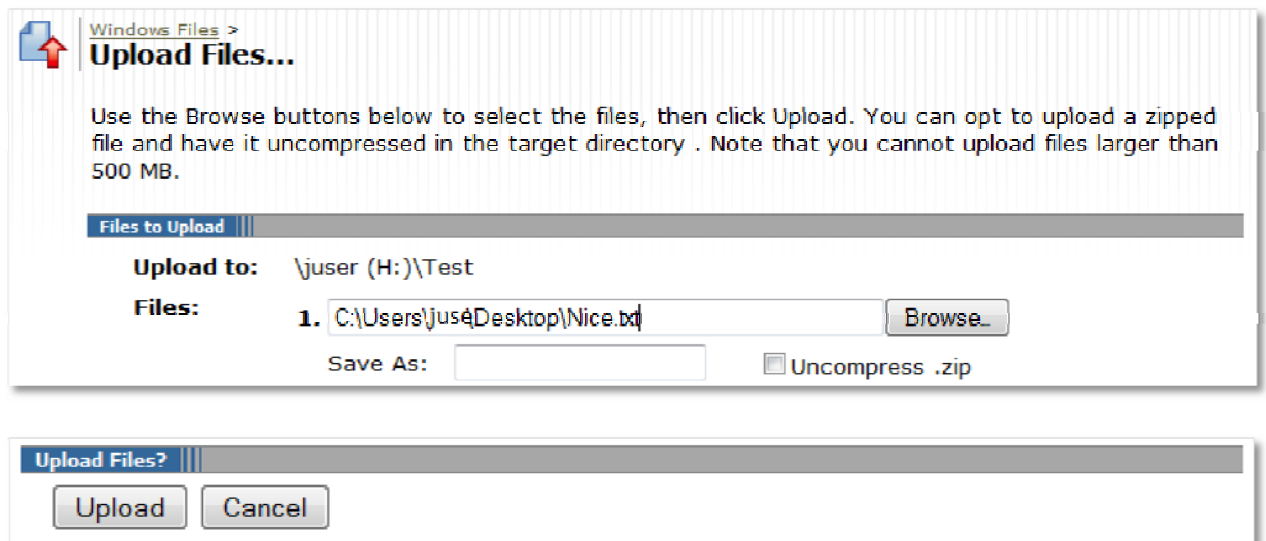 Windows Files >
Upload Files...
Use the Browse buttons below to select the files, then click Upload. You can opt to upload a zipped
file and have it uncompressed in the target directory . Note that you cannot upload files larger than
500 MB.
Files to Upload
Upload to: \juser (H:)\Test
Files: 1. C:\Users\juse\Desktop\Nice.txt Browse...
Save As: Uncompress .zip
Upload Files?
Upload Cancel